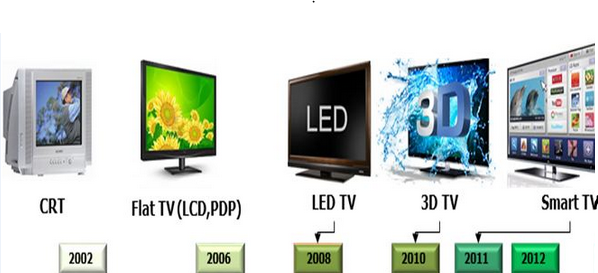 LED
3D
CRT
Flat TV(LCD,PDP)
LED TV
3D TV
Smart TV
2002
2006
2008
2010
2011
2012